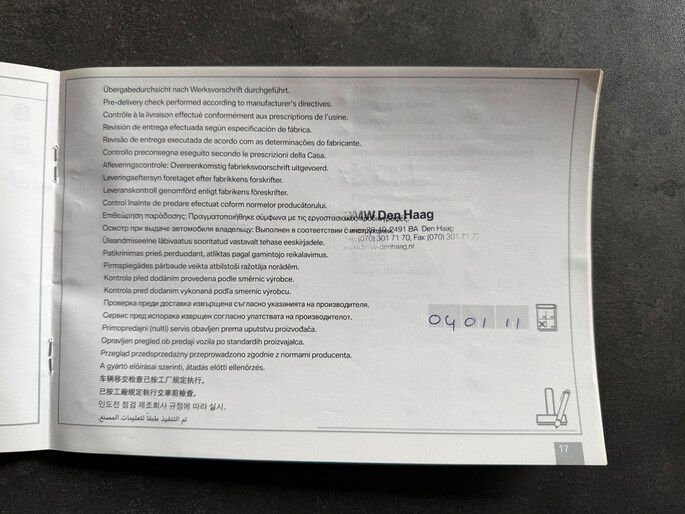 Übergabedurchsicht nach Werksvorschrift durchgeführt.
Pre-delivery check performed according to manufacturer's directives.
Contrôle à la livraison effectué conformément aux prescriptions de l'usine.
Revisión de entrega efectuada según especificación de fábrica.
Revisão de entrega executada de acordo com as determinações do fabricante.
Controllo preconsegna eseguito secondo le prescrizioni della Casa.
Afleveringscontrole; Overeenkomstig fabrieksvoorschrift uitgevoerd.
Leveringseftersyn foretaget efter fabrikkens forskrifter.
Leveranskontroll genomförd enligt fabrikens föreskrifter.
Control înainte de predare efectuat coform normelor producătorului.
Επιθεώρηση παράδοσης: Πραγματοποιήθηκε σύμφωνα με τις εργοστασιακές προδιαγραφές.
Осмотр при выдаче автомобиля владельцу: Выполнен в соответствии с инструкциями.
Üleandmiseelne läbivaatus sooritatud vastavalt tehase eeskirjadele.
Patikrinimas prieš perduodant, atliktas pagal gamintojo reikalavimus.
Pirmspiegādes pārbaude veikta atbilstoši ražotāja norādēm.
Kontrola před dodáním provedena podle směrnic výrobce.
Kontrola pred dodaním vykonaná podľa smerníc výrobcu.
Проверка преди доставка извършена съгласно указанията на производителя.
Сервис пред испорака извршен согласно упатствата на производителот.
Primopredajni (nulti) servis obavljen prema uputstvu proizvođača.
Opravljen pregled ob predaji vozila po standardih proizvajalca.
Przegląd przedsprzedażny przeprowadzono zgodnie z normami producenta.
A gyártó előírásai szerinti, átadás előtti ellenőrzés.
车辆移交检查已按工厂规定执行。
已按工廠規定執行交車前檢查。
인도전 점검 제조회사 규정에 따라 실시.
تم التنفيذ طبقاً لتعليمات المصنع.
BMW Den Haag
2491 BA Den Haag
Tel.: (070) 301 71 70, Fax: (070) 301 7
www.bmw-denhaag.nl
04 01 11
17